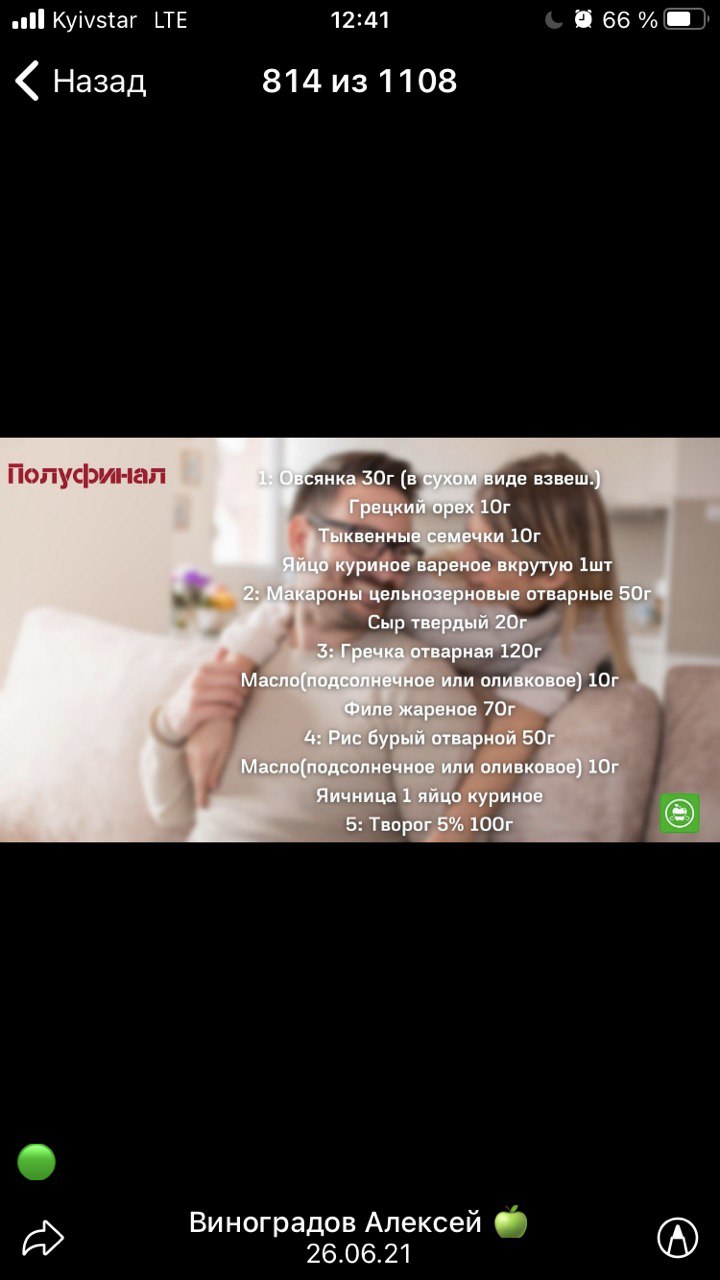 Kyivstar LTE 12:41 66 %
Назад 814 из 1108
Полуфинал
1: Овсянка 30г (в сухом виде взвеш.)
Грецкий орех 10г
Тыквенные семечки 10г
Яйцо куриное вареное вкрутую 1шт
2: Макароны цельнозерновые отварные 50г
Сыр твердый 20г
3: Гречка отварная 120г
Масло(подсолнечное или оливковое) 10г
Филе жареное 70г
4: Рис бурый отварной 50г
Масло(подсолнечное или оливковое) 10г
Яичница 1 яйцо куриное
5: Творог 5% 100г
Виноградов Алексей 🍏
26.06.21